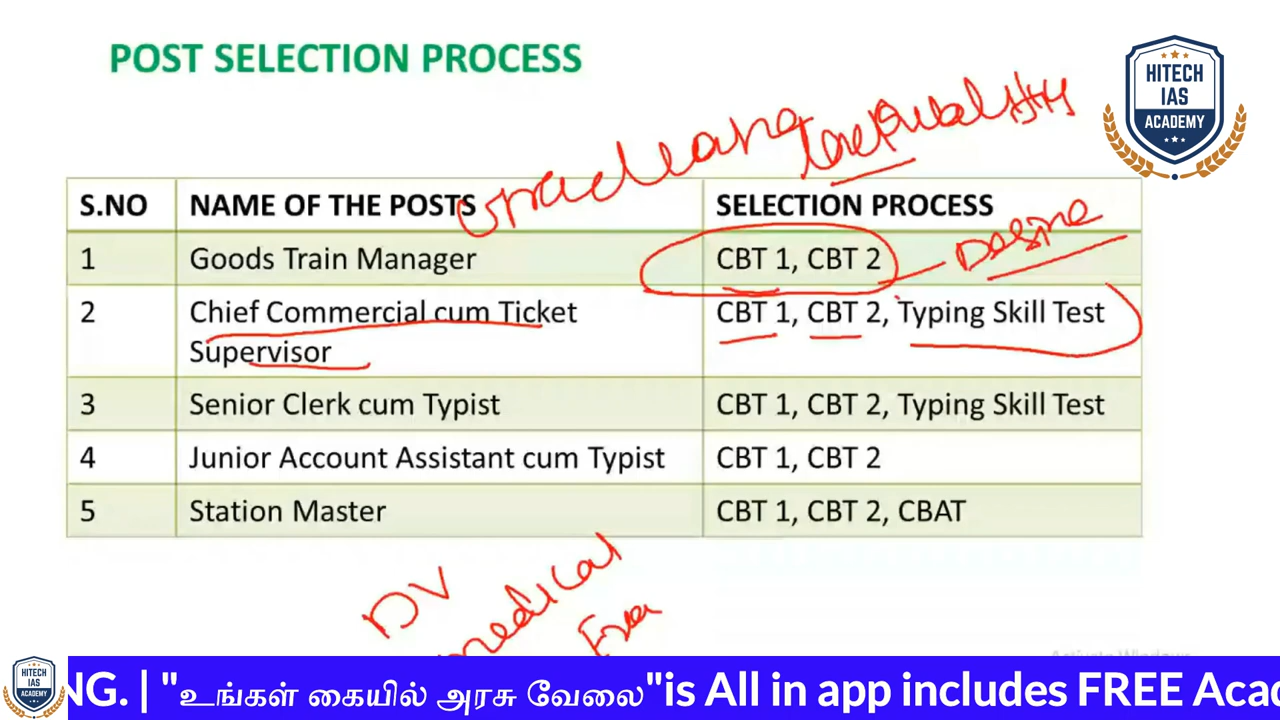 POST SELECTION PROCESS
HITECH
IAS
ACADEMY
S.NO NAME OF THE POSTS SELECTION PROCESS
1 Goods Train Manager CBT 1, CBT 2
2 Chief Commercial cum Ticket Supervisor CBT 1, CBT 2, Typing Skill Test
3 Senior Clerk cum Typist CBT 1, CBT 2, Typing Skill Test
4 Junior Account Assistant cum Typist CBT 1, CBT 2
5 Station Master CBT 1, CBT 2, CBAT
DV
medical
HITECH
IAS
ACADEMY
NG. | "உங்கள் கையில் அரசு வேலை"is All in app includes FREE Acad